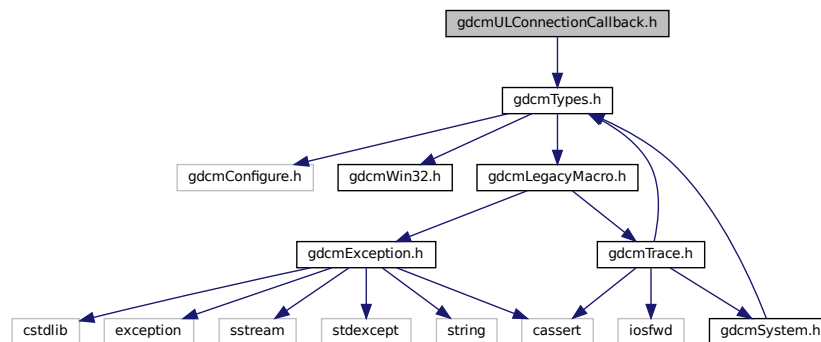 gdcmULConnectionCallback.h
gdcmTypes.h
gdcmConfigure.h
gdcmWin32.h
gdcmLegacyMacro.h
gdcmException.h
gdcmTrace.h
cstdlib
exception
sstream
stdexcept
string
cassert
iosfwd
gdcmSystem.h